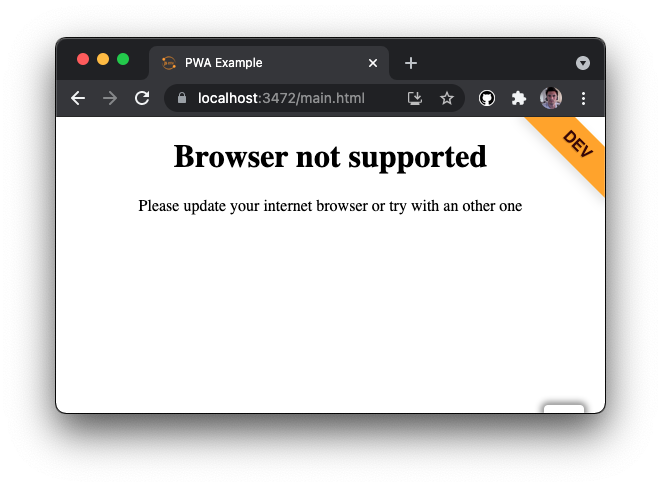 PWA Example
localhost:3472/main.html
DEV
Browser not supported
Please update your internet browser or try with an other one